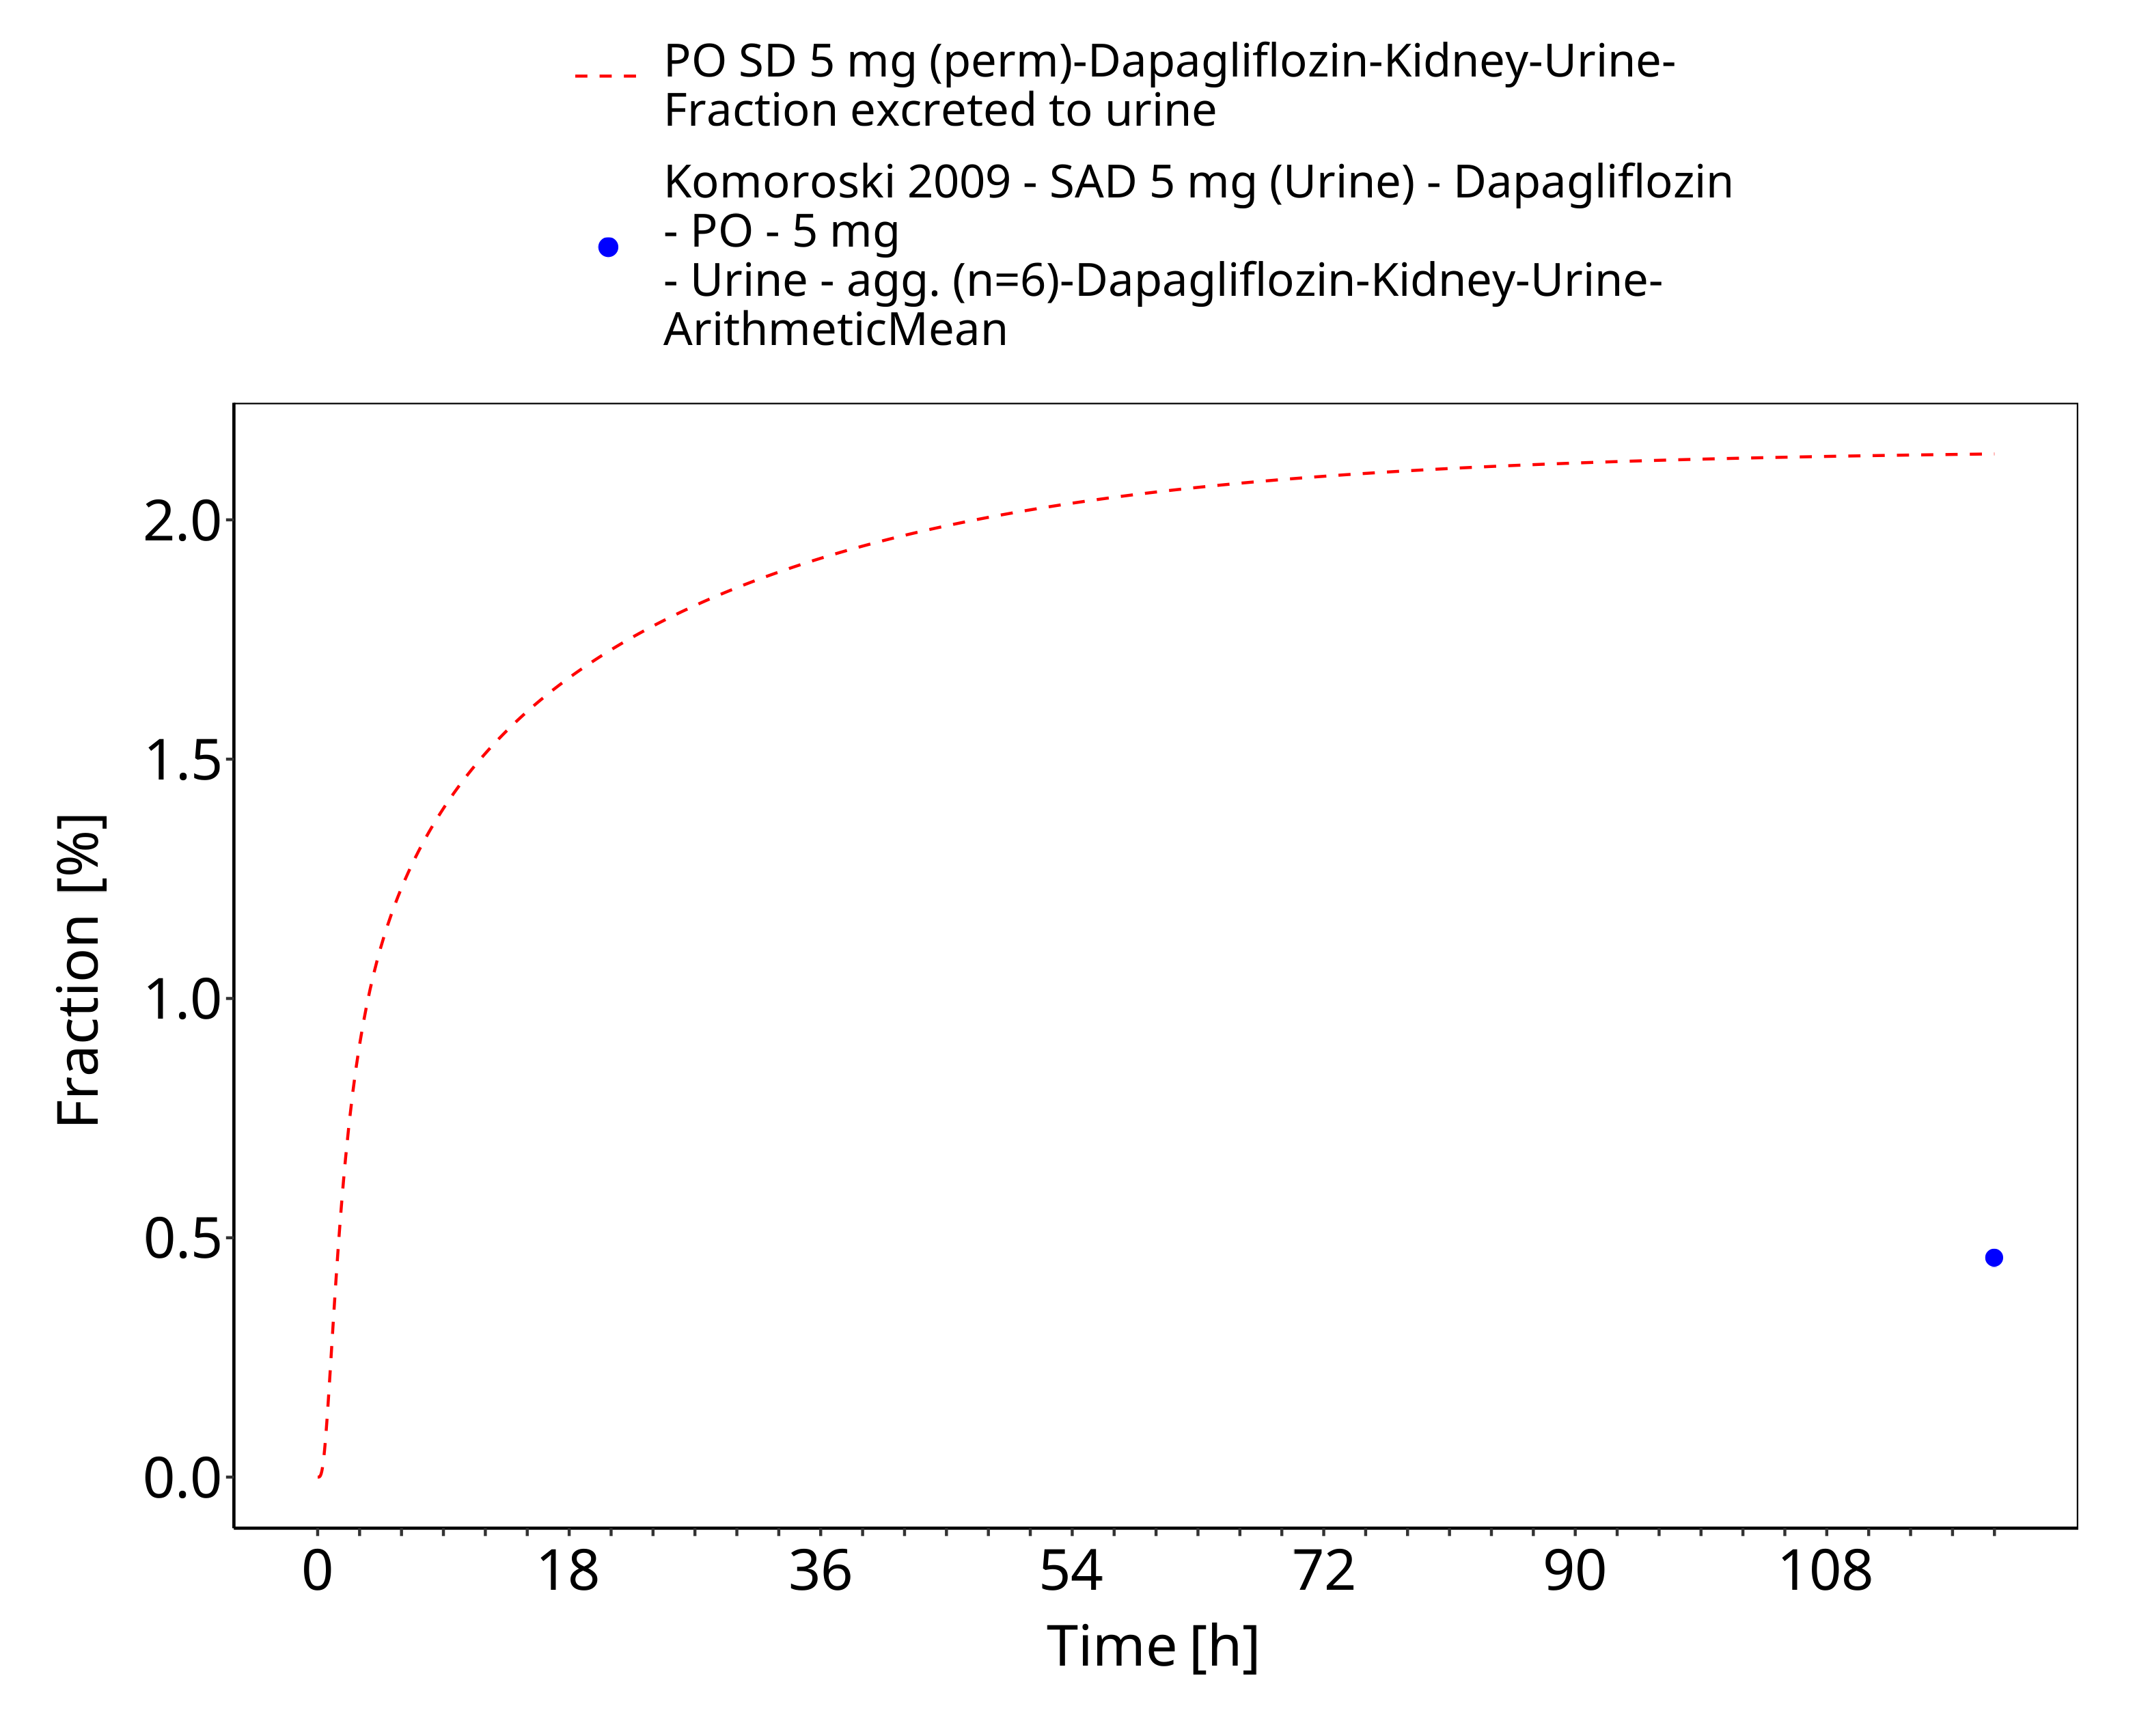 PO SD 5 mg (perm)-Dapagliflozin-Kidney-Urine-
Fraction excreted to urine
Komoroski 2009 - SAD 5 mg (Urine) - Dapagliflozin
- PO - 5 mg
- Urine - agg. (n=6)-Dapagliflozin-Kidney-Urine-
ArithmeticMean
Fraction [%]
2.0
1.5
1.0
0.5
0.0
0 18 36 54 72 90 108
Time [h]